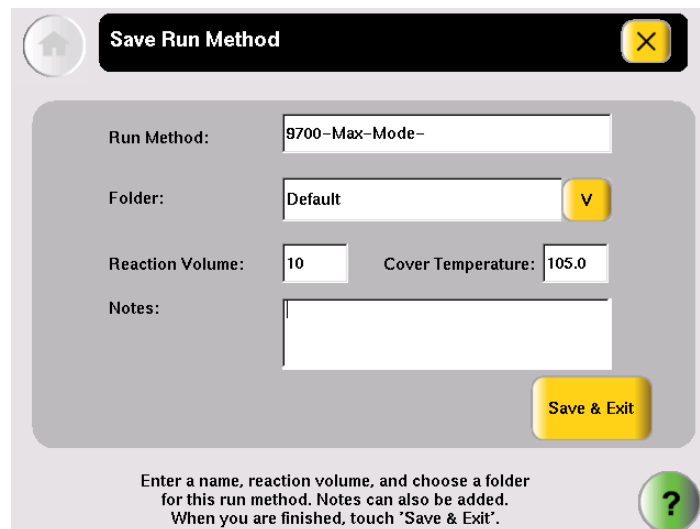 Save Run Method
Run Method: 9700-Max-Mode-
Folder: Default V
Reaction Volume: 10 Cover Temperature: 105.0
Notes:
Save & Exit
Enter a name, reaction volume, and choose a folder
for this run method. Notes can also be added.
When you are finished, touch "Save & Exit".
?